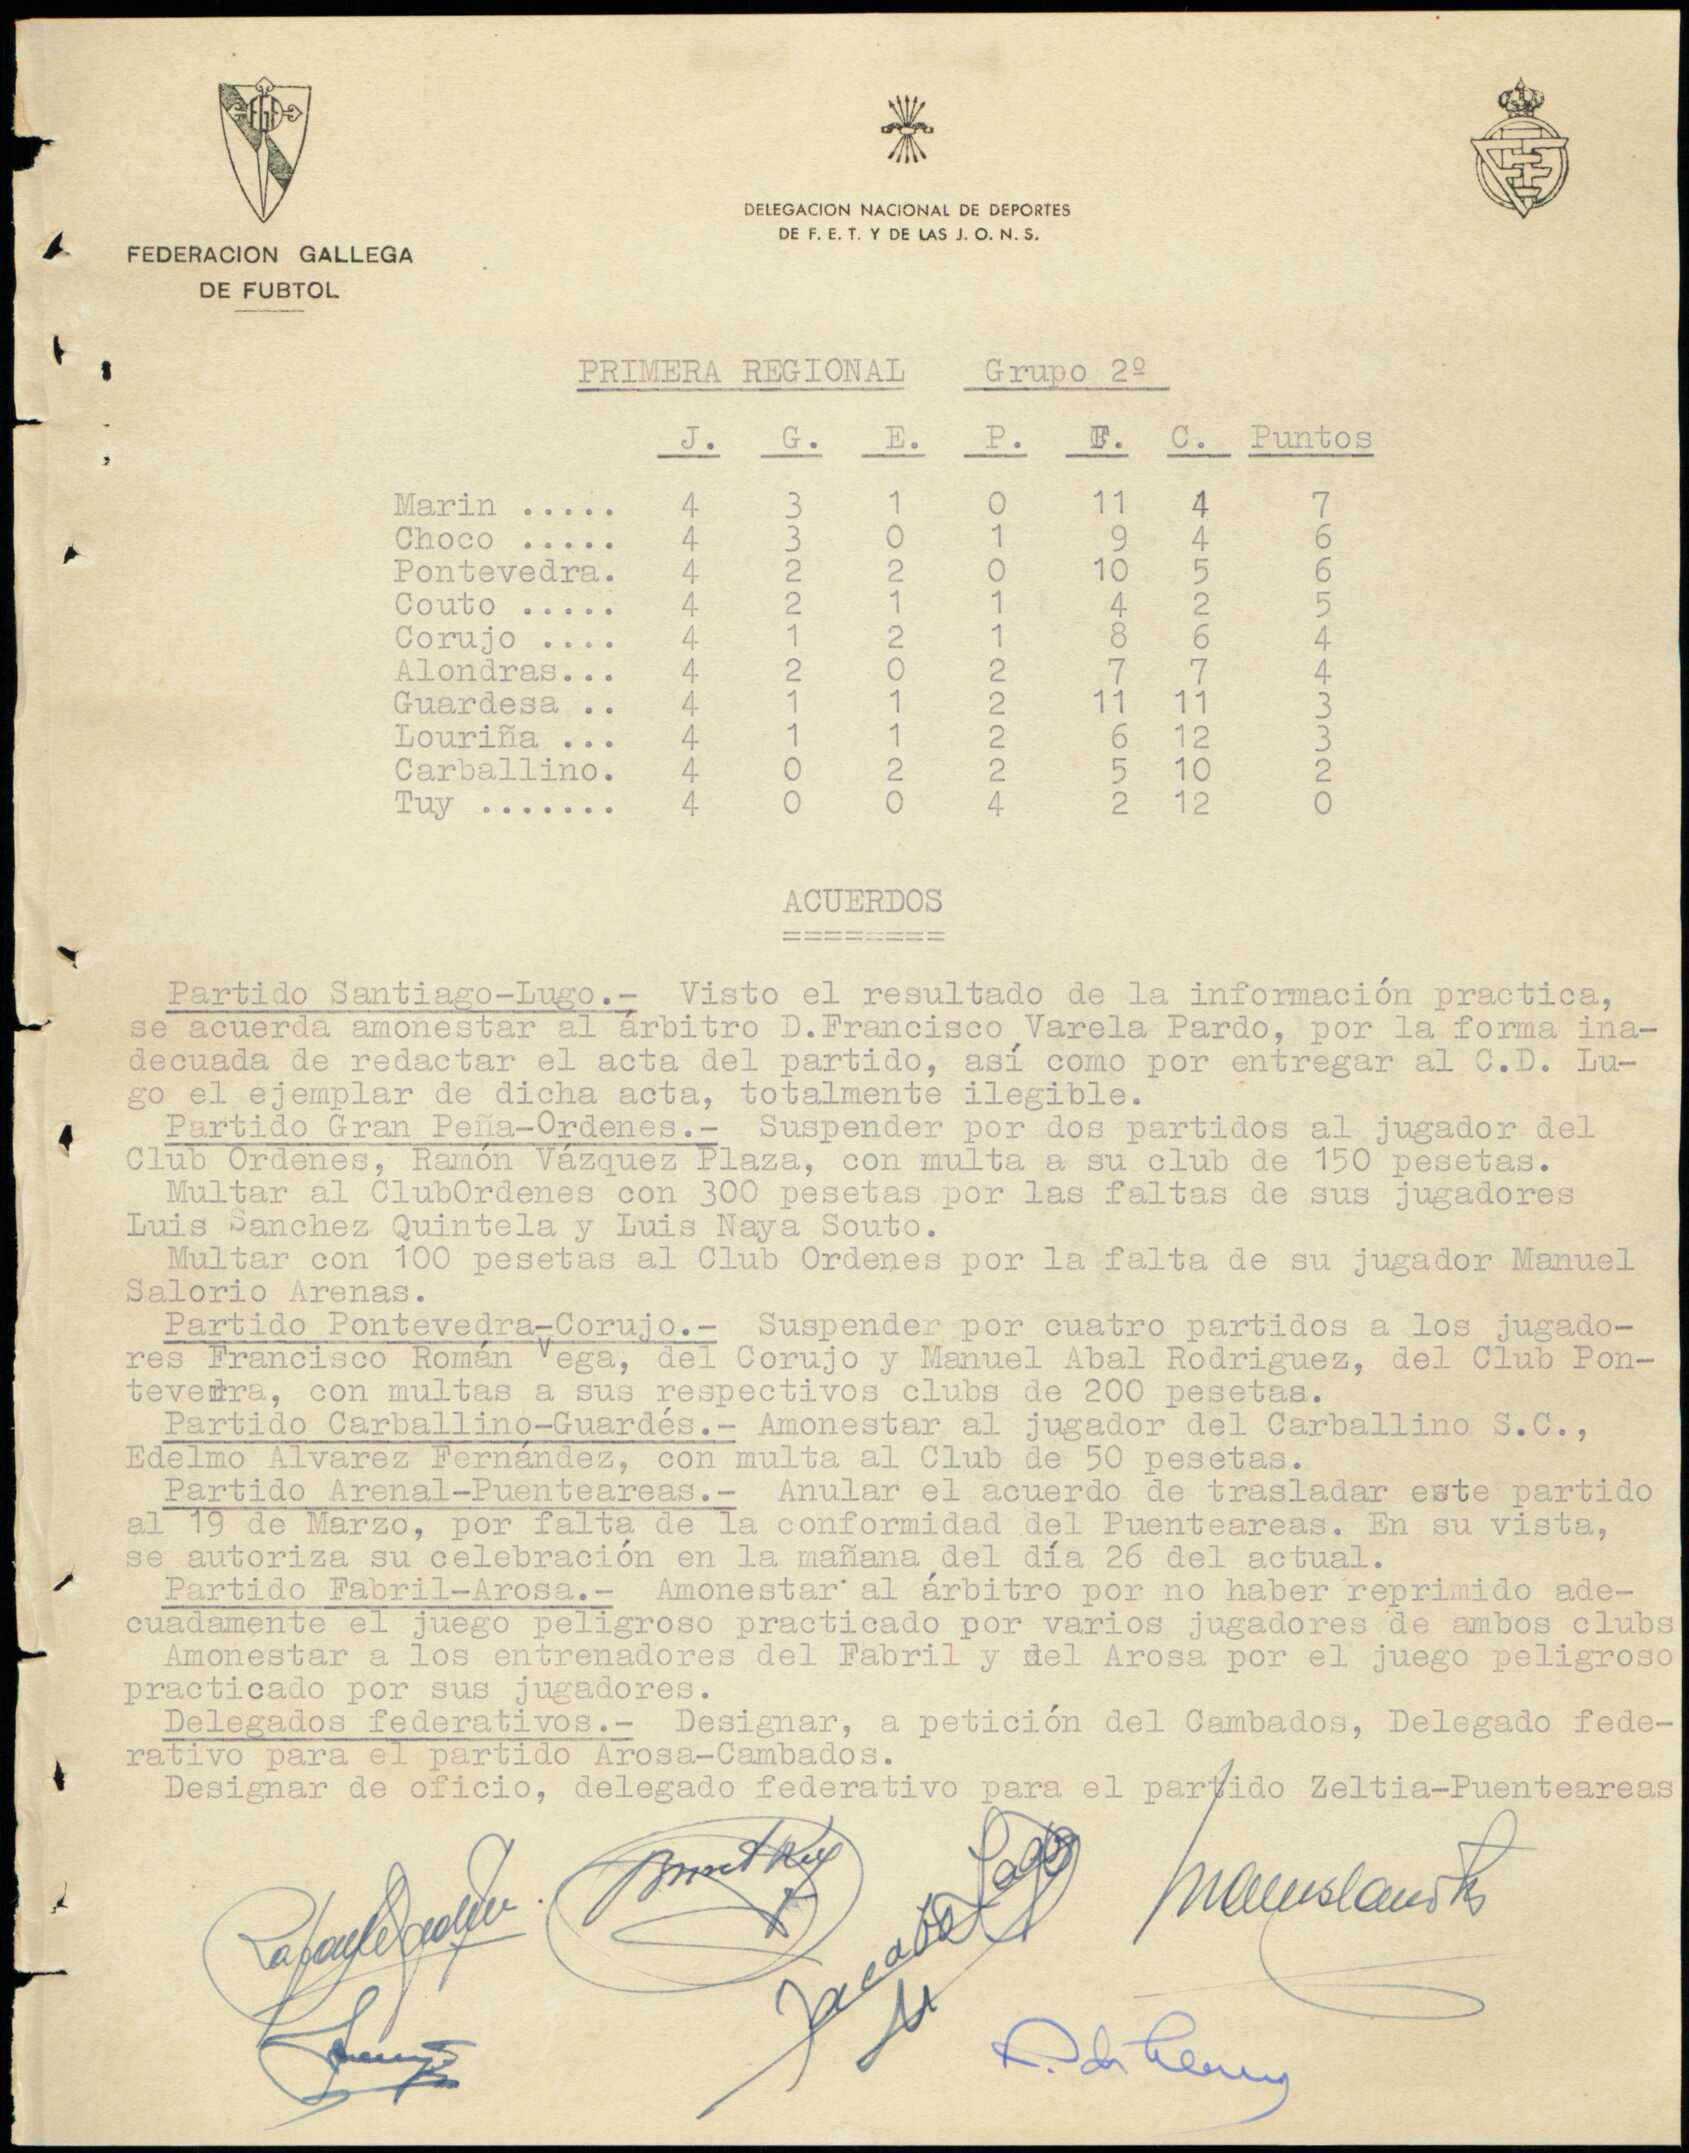 FGF
FEDERACION GALLEGA
DE FUBTOL
DELEGACION NACIONAL DE DEPORTES
DE F. E. T. Y DE LAS J. O. N. S.
PRIMERA REGIONAL Grupo 2º
J. G. E. P. F. C. Puntos
Marin ..... 4 3 1 0 11 4 7
Choco ..... 4 3 0 1 9 4 6
Pontevedra. 4 2 2 0 10 5 6
Couto ..... 4 2 1 1 4 2 5
Corujo .... 4 1 2 1 8 6 4
Alondras... 4 2 0 2 7 7 4
Guardesa .. 4 1 1 2 11 11 3
Louriña ... 4 1 1 2 6 12 3
Carballino. 4 0 2 2 5 10 2
Tuy ....... 4 0 0 4 2 12 0
ACUERDOS
========
Partido Santiago-Lugo.- Visto el resultado de la información practica,
se acuerda amonestar al árbitro D.Francisco Varela Pardo, por la forma ina-
decuada de redactar el acta del partido, así como por entregar al C.D. Lu-
go el ejemplar de dicha acta, totalmente ilegible.
Partido Gran Peña-Ordenes.- Suspender por dos partidos al jugador del
Club Ordenes, Ramón Vázquez Plaza, con multa a su club de 150 pesetas.
Multar al ClubOrdenes con 300 pesetas por las faltas de sus jugadores
Luis Sanchez Quintela y Luis Naya Souto.
Multar con 100 pesetas al Club Ordenes por la falta de su jugador Manuel
Salorio Arenas.
Partido Pontevedra-Corujo.- Suspender por cuatro partidos a los jugado-
res Francisco Román Vega, del Corujo y Manuel Abal Rodriguez, del Club Pon-
tevedra, con multas a sus respectivos clubs de 200 pesetas.
Partido Carballino-Guardés.- Amonestar al jugador del Carballino S.C.,
Edelmo Alvarez Fernández, con multa al Club de 50 pesetas.
Partido Arenal-Puenteareas.- Anular el acuerdo de trasladar este partido
al 19 de Marzo, por falta de la conformidad del Puenteareas. En su vista,
se autoriza su celebración en la mañana del día 26 del actual.
Partido Fabril-Arosa.- Amonestar al árbitro por no haber reprimido ade-
cuadamente el juego peligroso practicado por varios jugadores de ambos clubs
Amonestar a los entrenadores del Fabril y del Arosa por el juego peligroso
practicado por sus jugadores.
Delegados federativos.- Designar, a petición del Cambados, Delegado fede-
rativo para el partido Arosa-Cambados.
Designar de oficio, delegado federativo para el partido Zeltia-Puenteareas
Jacobo Lago